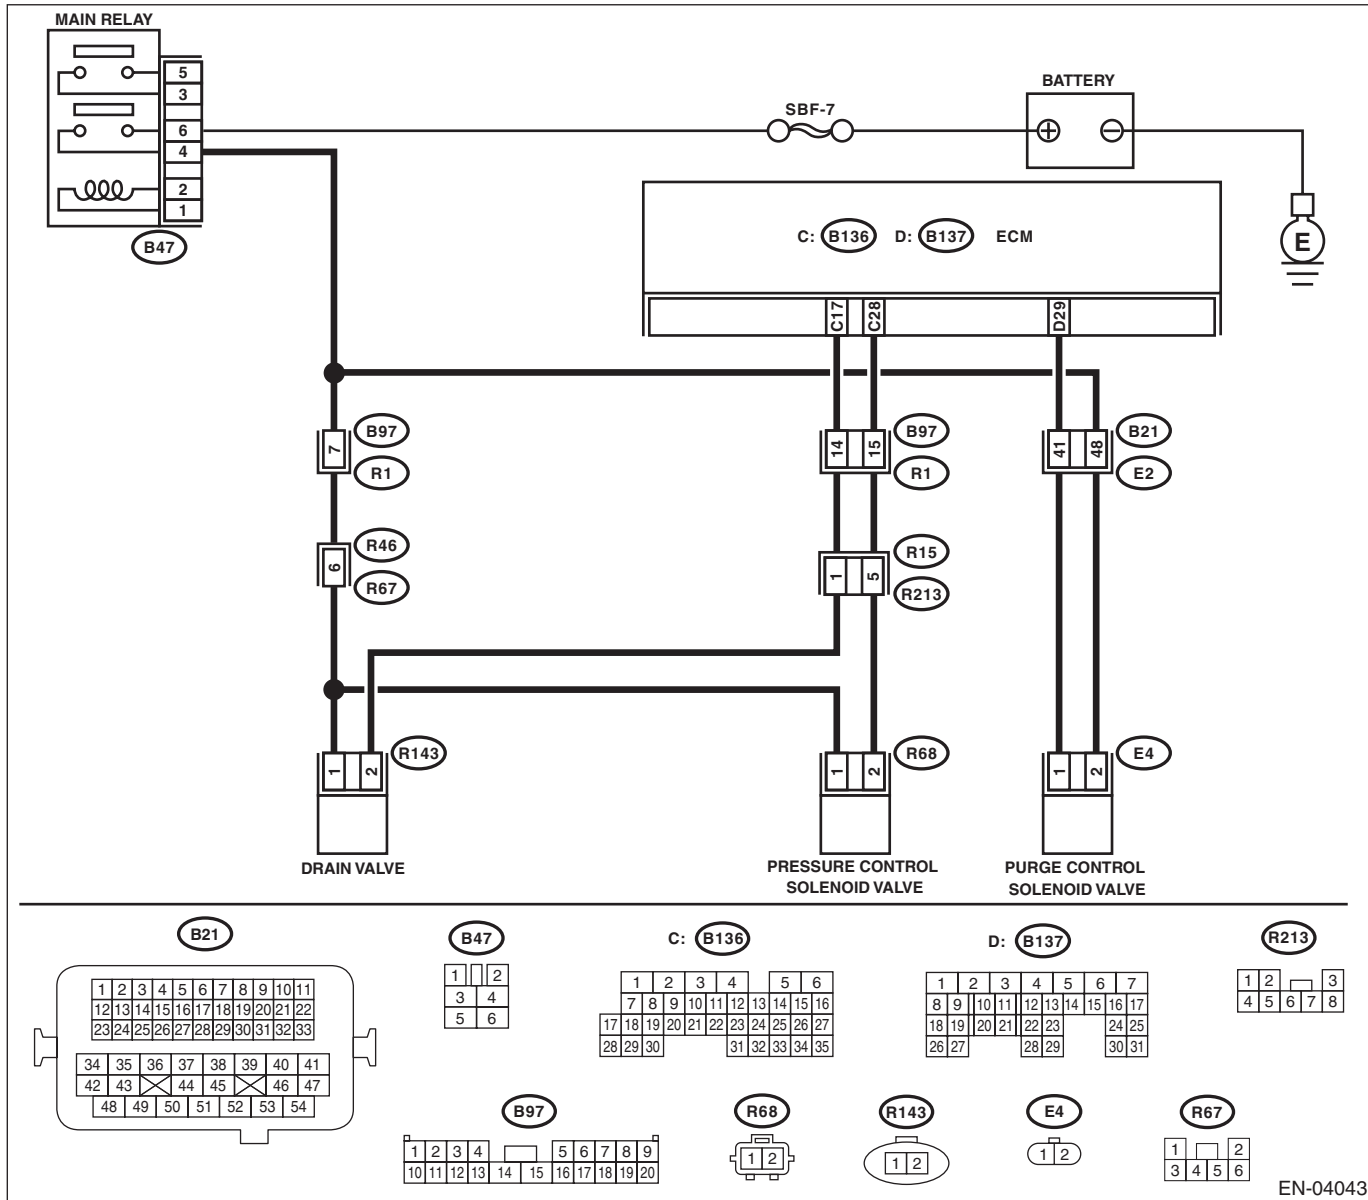 MAIN RELAY
5
3
6
4
2
1
B47
SBF-7
BATTERY
E
C: B136 D: B137 ECM
C17 C28 D29
7
B97
R1
14 15
B97
R1
41 48
B21
E2
6
R46
R67
1 5
R15
R213
1 2
R143
1 2
R68
1 2
E4
DRAIN VALVE
PRESSURE CONTROL
SOLENOID VALVE
PURGE CONTROL
SOLENOID VALVE
B21
1 2 3 4 5 6 7 8 9 10 11
12 13 14 15 16 17 18 19 20 21 22
23 24 25 26 27 28 29 30 31 32 33
34 35 36 37 38 39 40 41
42 43 44 45 46 47
48 49 50 51 52 53 54
B47
1 2
3 4
5 6
C: B136
1 2 3 4 5 6
7 8 9 10 11 12 13 14 15 16
17 18 19 20 21 22 23 24 25 26 27
28 29 30 31 32 33 34 35
D: B137
1 2 3 4 5 6 7
8 9 10 11 12 13 14 15 16 17
18 19 20 21 22 23 24 25
26 27 28 29 30 31
R213
1 2 3
4 5 6 7 8
B97
1 2 3 4 5 6 7 8 9
10 11 12 13 14 15 16 17 18 19 20
R68
1 2
R143
1 2
E4
1 2
R67
1 2
3 4 5 6
EN-04043